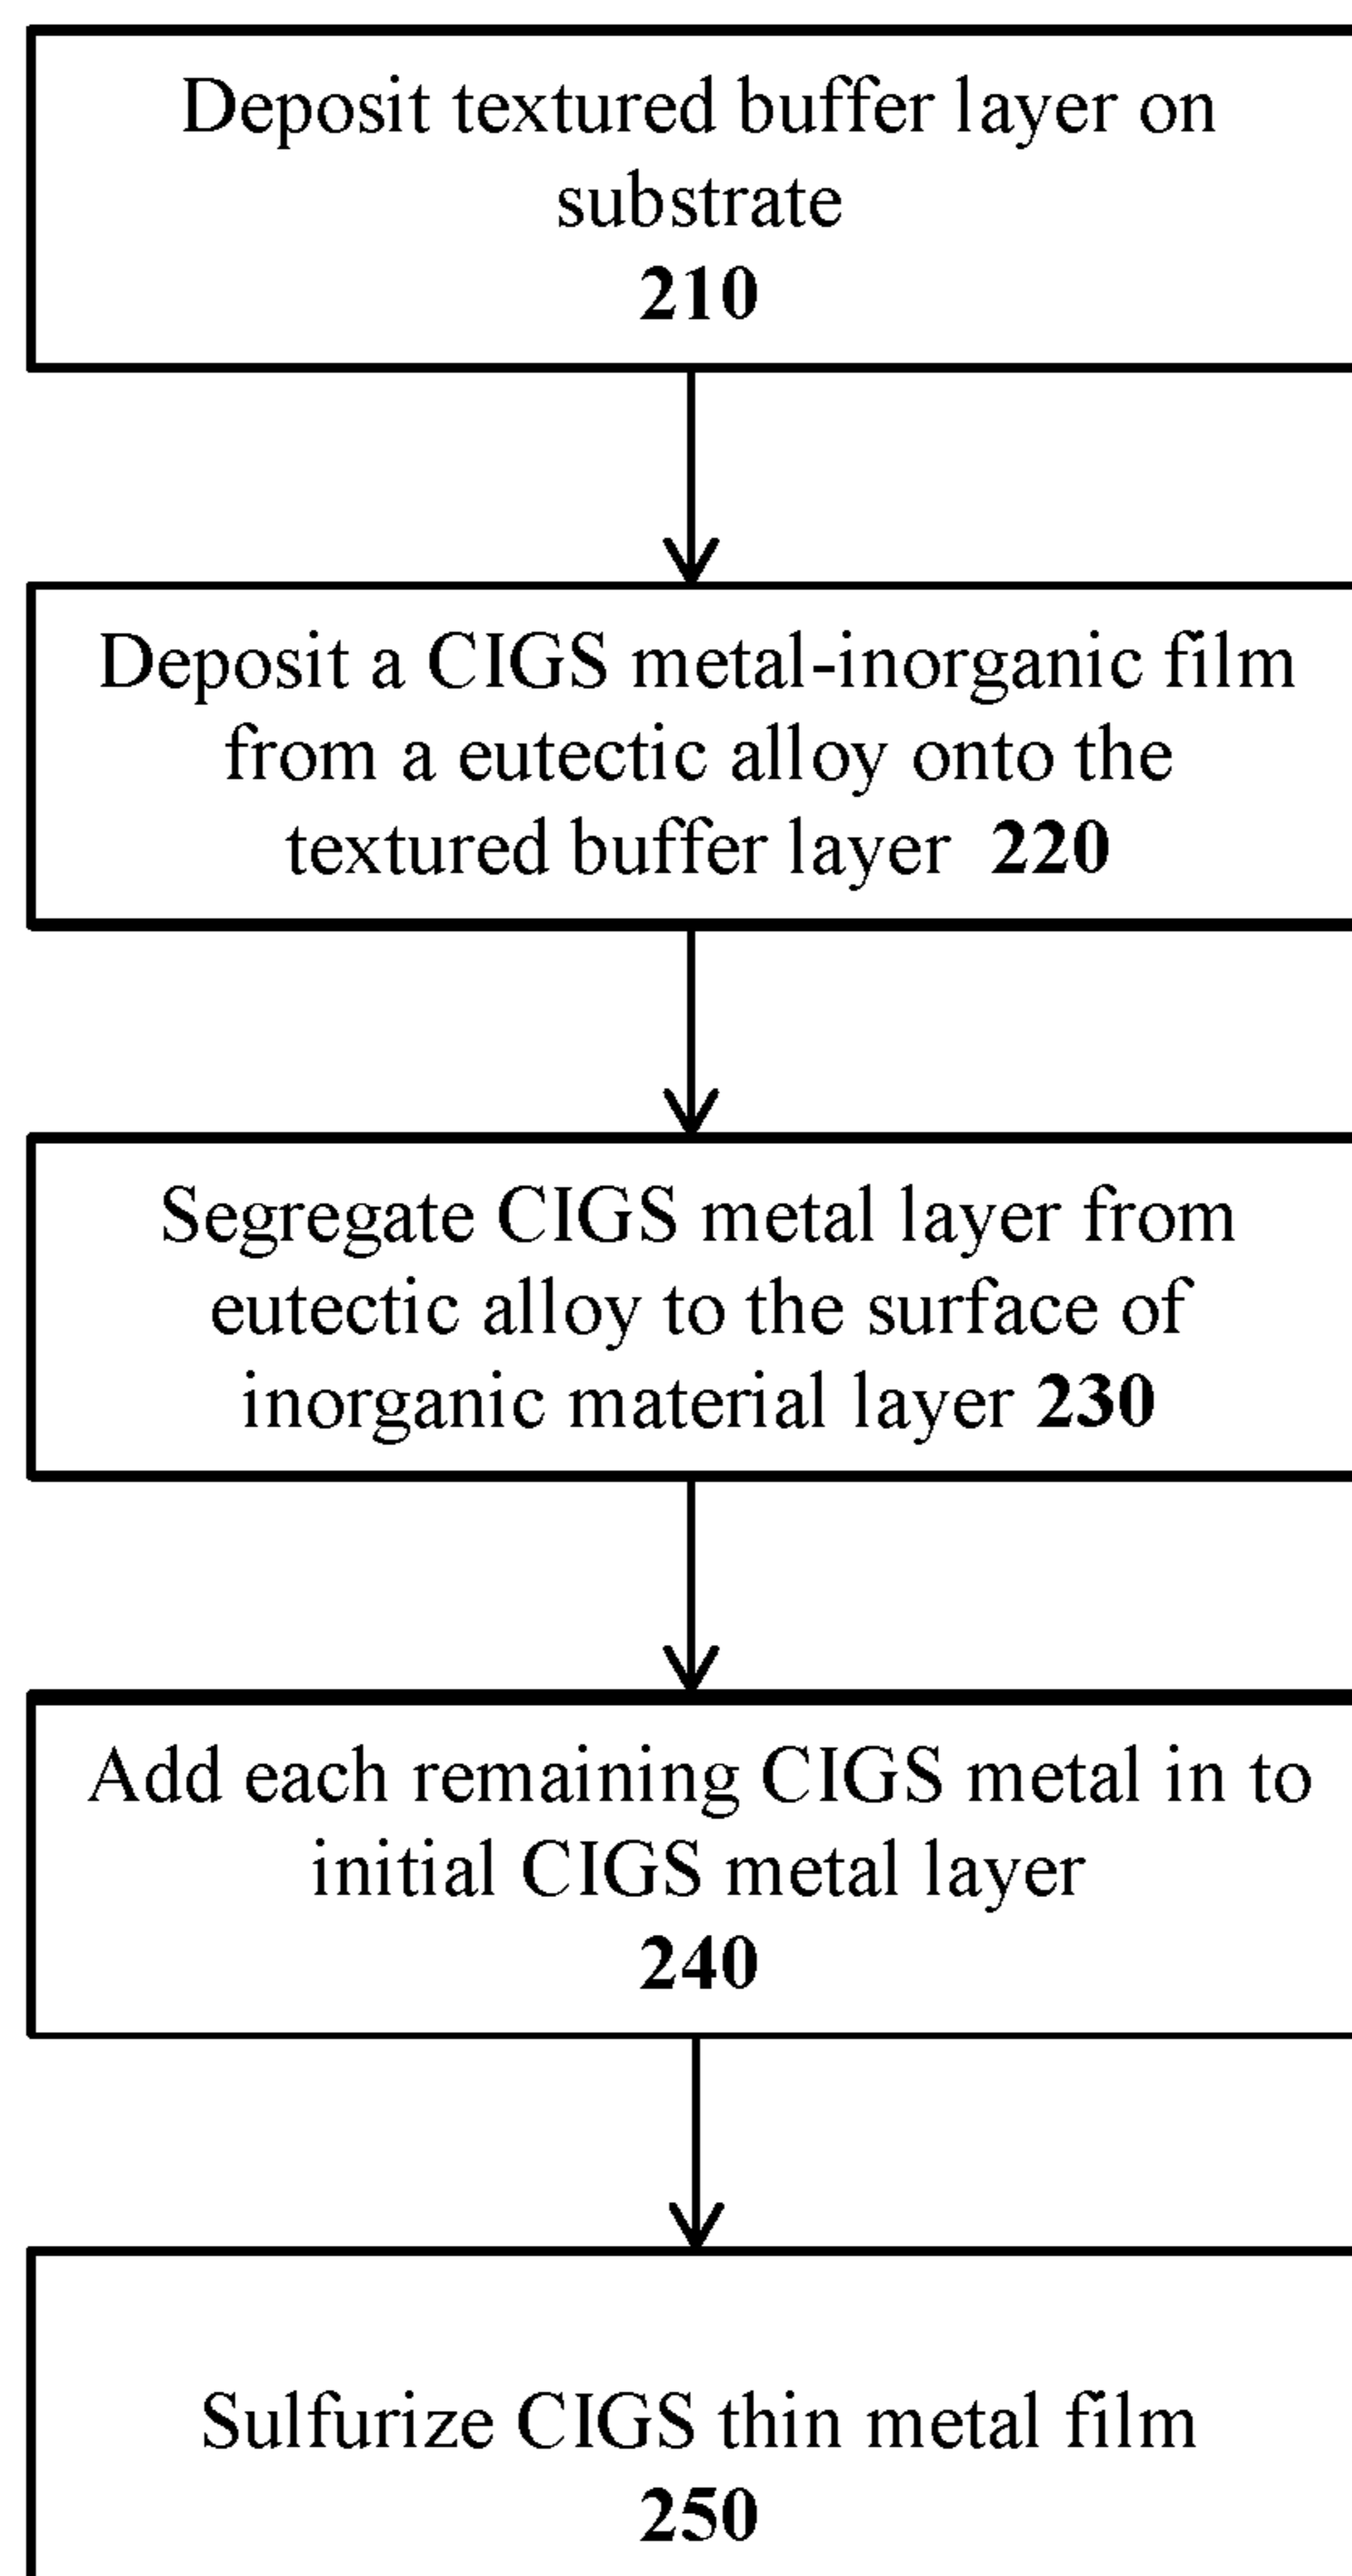 Deposit textured buffer layer on
substrate
210
Deposit a CIGS metal-inorganic film
from a eutectic alloy onto the
textured buffer layer 220
Segregate CIGS metal layer from
eutectic alloy to the surface of
inorganic material layer 230
Add each remaining CIGS metal in to
initial CIGS metal layer
240
Sulfurize CIGS thin metal film
250